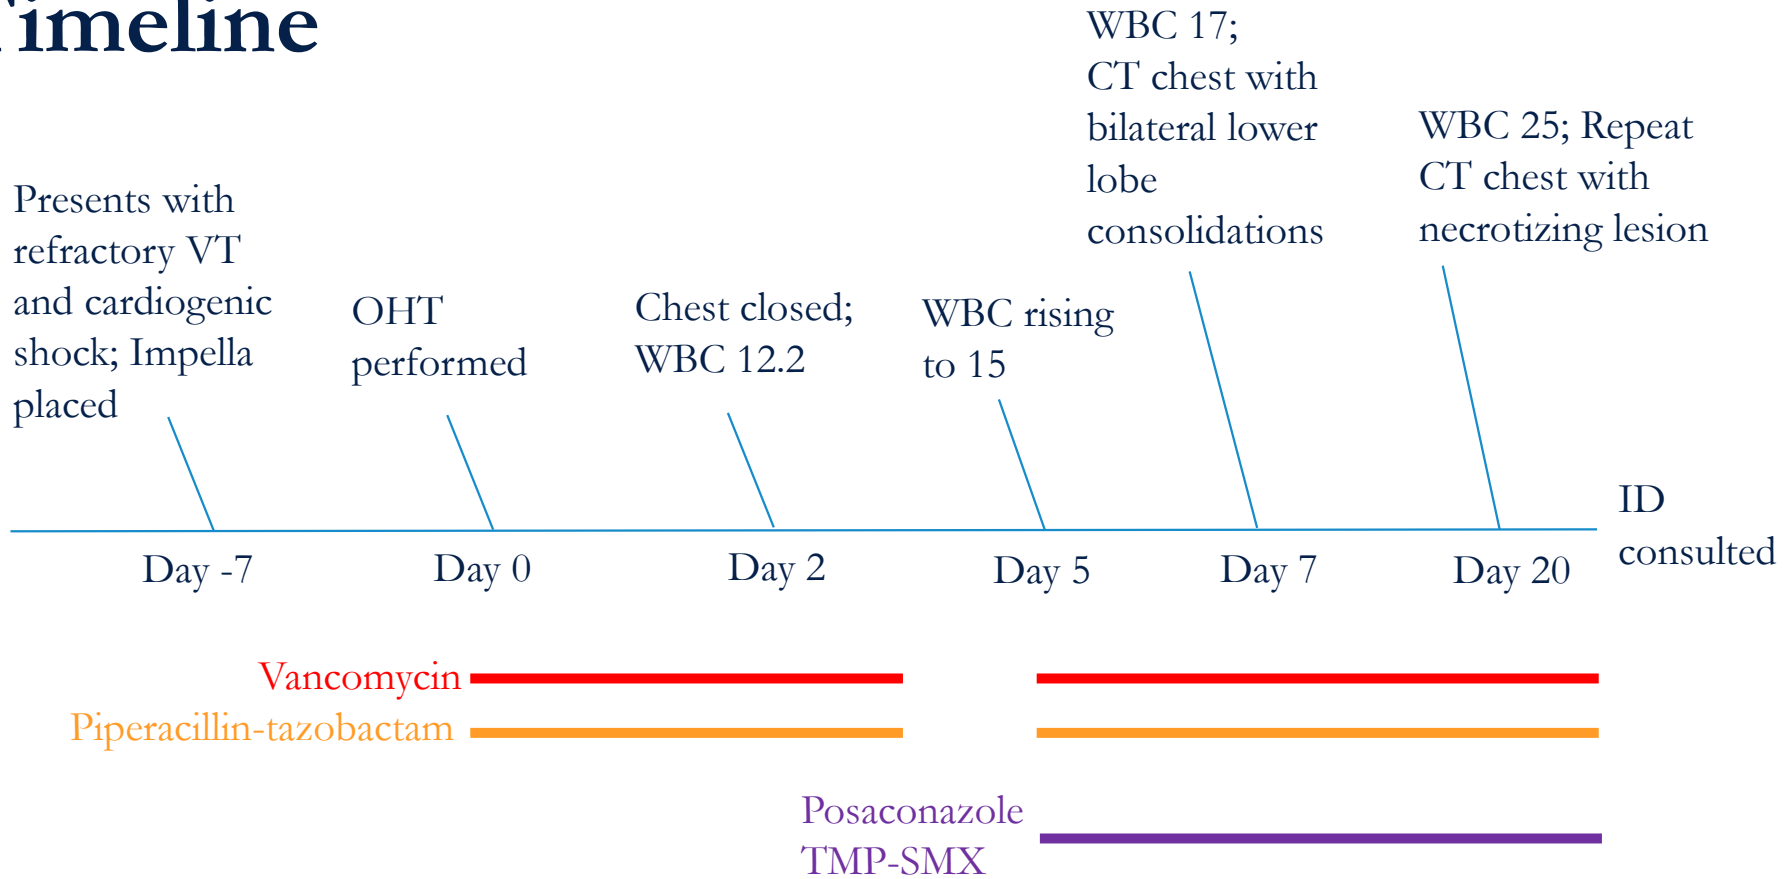 Timeline
Presents with
refractory VT
and cardiogenic
shock; Impella
placed
OHT
performed
Chest closed;
WBC 12.2
WBC rising
to 15
WBC 17;
CT chest with
bilateral lower
lobe
consolidations
WBC 25; Repeat
CT chest with
necrotizing lesion
ID
consulted
Day -7
Day 0
Day 2
Day 5
Day 7
Day 20
Vancomycin
Piperacillin-tazobactam
Posaconazole
TMP-SMX